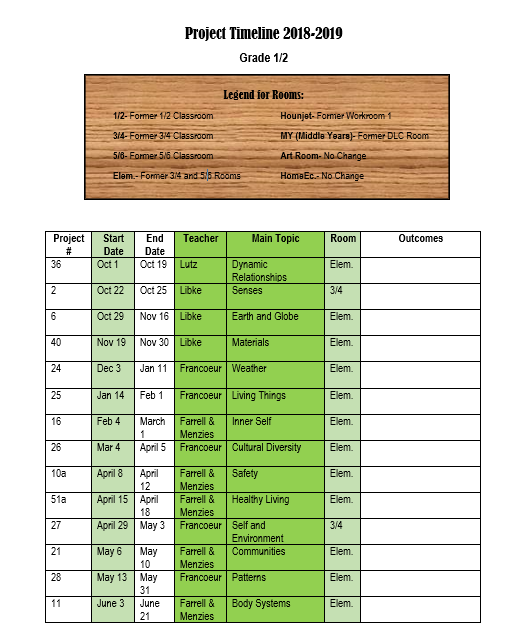 Project Timeline 2018-2019
Grade 1/2
Legend for Rooms:
1/2- Former 1/2 Classroom
Hounjet- Former Workroom 1
3/4- Former 3/4 Classroom
MY (Middle Years)- Former DLC Room
5/6- Former 5/6 Classroom
Art Room- No Change
Elem.- Former 3/4 and 5/6 Rooms
HomeEc.- No Change
Project # Start Date End Date Teacher Main Topic Room Outcomes
36 Oct 1 Oct 19 Lutz Dynamic Relationships Elem.
2 Oct 22 Oct 25 Libke Senses 3/4
6 Oct 29 Nov 16 Libke Earth and Globe Elem.
40 Nov 19 Nov 30 Libke Materials Elem.
24 Dec 3 Jan 11 Francoeur Weather Elem.
25 Jan 14 Feb 1 Francoeur Living Things Elem.
16 Feb 4 March 1 Farrell & Menzies Inner Self Elem.
26 Mar 4 April 5 Francoeur Cultural Diversity Elem.
10a April 8 April 12 Farrell & Menzies Safety Elem.
51a April 15 April 18 Farrell & Menzies Healthy Living Elem.
27 April 29 May 3 Francoeur Self and Environment 3/4
21 May 6 May 10 Farrell & Menzies Communities Elem.
28 May 13 May 31 Francoeur Patterns Elem.
11 June 3 June 21 Farrell & Menzies Body Systems Elem.